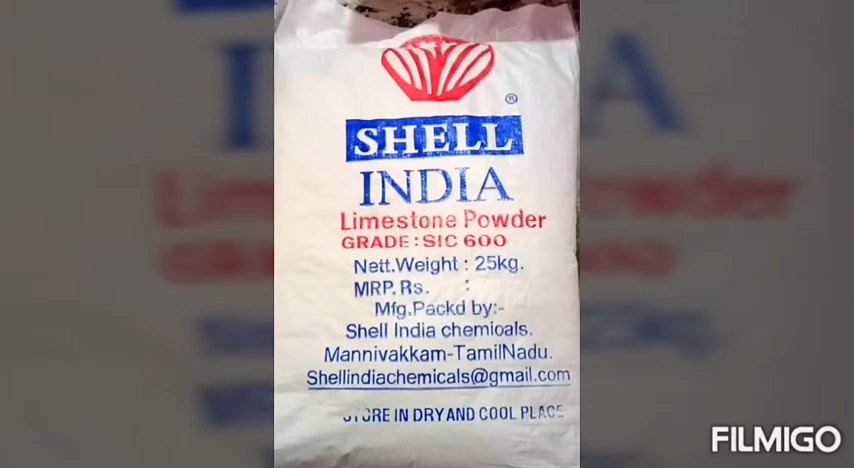 ®
SHELL
INDIA
Limestone Powder
GRADE : SIC 600
Nett.Weight : 25kg.
MRP. Rs. :
Mfg.Packd by:-
Shell India chemioals.
Mannivakkam-TamilNadu.
Shellindiachemicals@gmail.com
STORE IN DRY AND COOL PLACE
FILMIGO